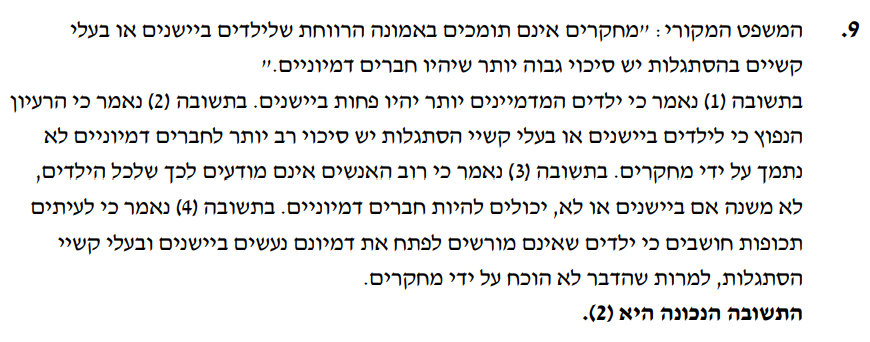 9. המשפט המקורי: "מחקרים אינם תומכים באמונה הרווחת שלילדים ביישנים או בעלי
קשיים בהסתגלות יש סיכוי גבוה יותר שיהיו חברים דמיוניים."
בתשובה (1) נאמר כי ילדים המדמיינים יותר יהיו פחות ביישנים. בתשובה (2) נאמר כי הרעיון
הנפוץ כי לילדים ביישנים או בעלי קשיי הסתגלות יש סיכוי רב יותר לחברים דמיוניים לא
נתמך על ידי מחקרים. בתשובה (3) נאמר כי רוב האנשים אינם מודעים לכך שלכל הילדים,
לא משנה אם ביישנים או לא, יכולים להיות חברים דמיוניים. בתשובה (4) נאמר כי לעיתים
תכופות חושבים כי ילדים שאינם מורשים לפתח את דמיונם נעשים ביישנים ובעלי קשיי
הסתגלות, למרות שהדבר לא הוכח על ידי מחקרים.
התשובה הנכונה היא (2).